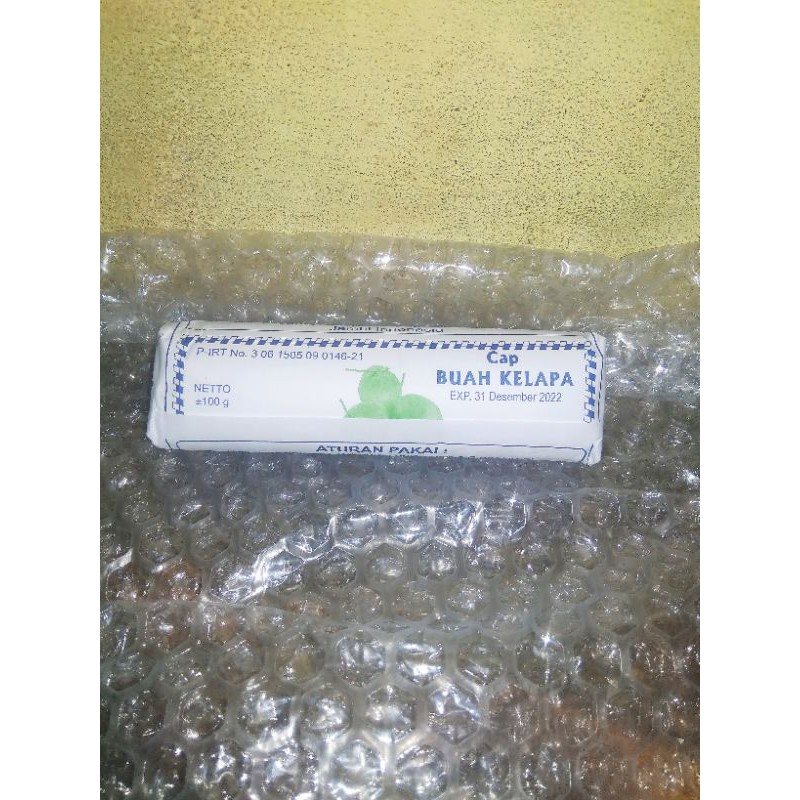 P-IRT No. 3 06 1505 09 0146-21
NETTO
±100 g
Cap
BUAH KELAPA
EXP. 31 Desember 2022
ATURAN PAKAI :